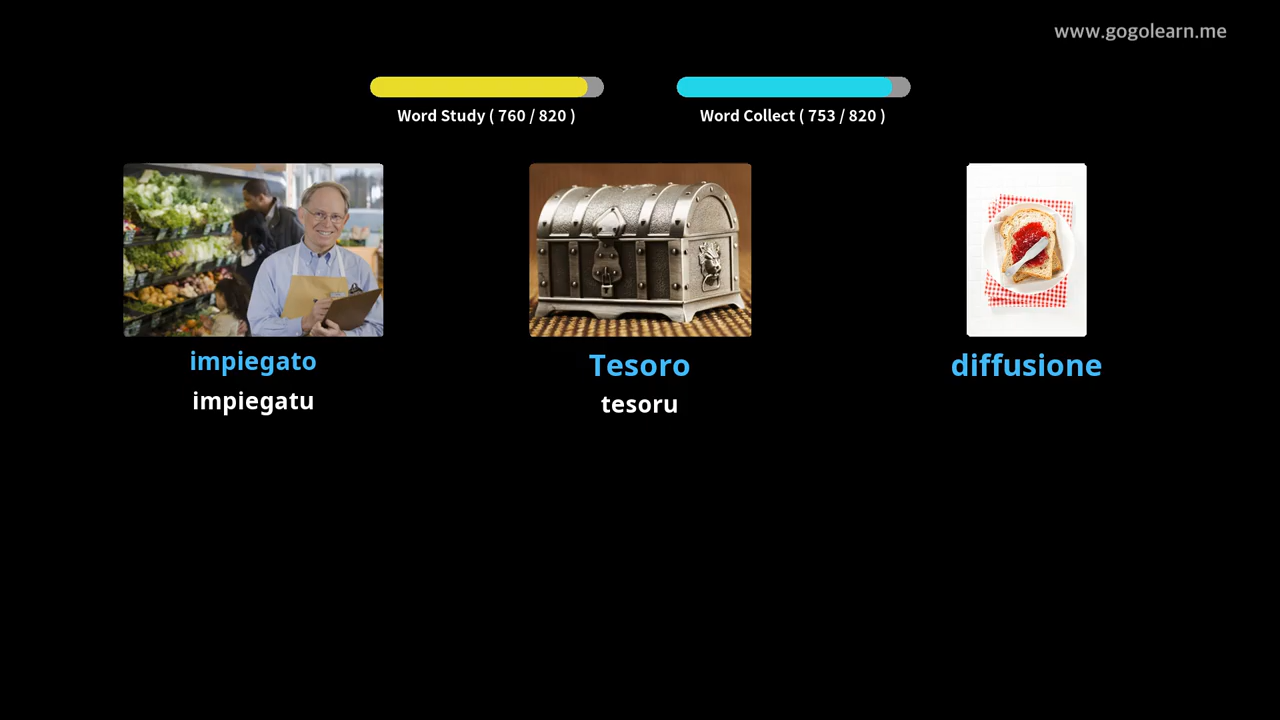 www.gogolearn.me
Word Study ( 760 / 820 )
Word Collect ( 753 / 820 )
impiegato
impiegatu
Tesoro
tesoru
diffusione